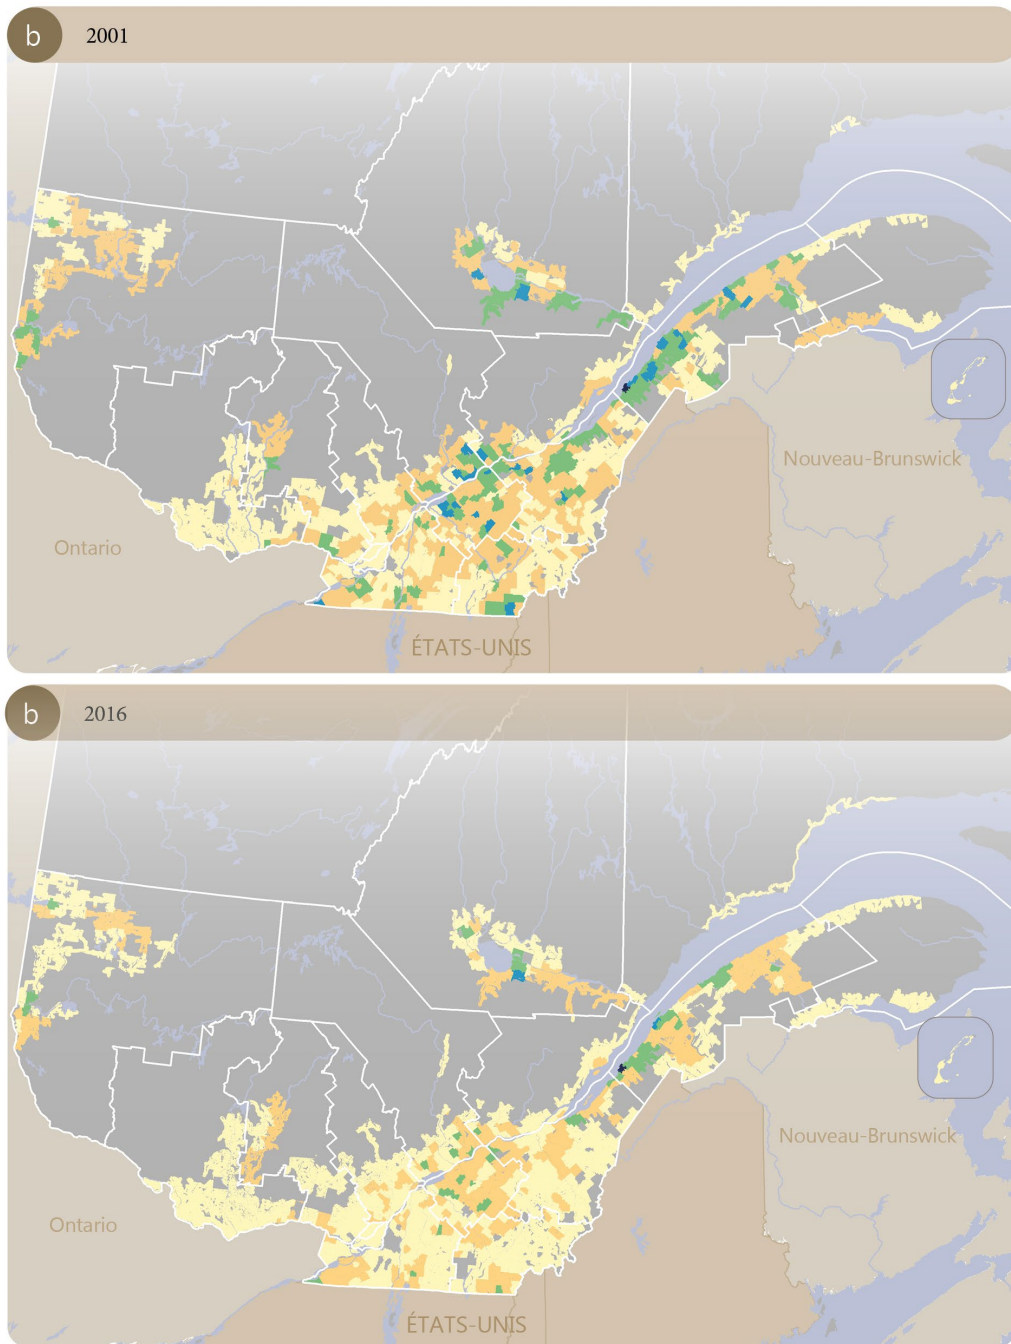 b 2001
Nouveau-Brunswick
Ontario
ÉTATS-UNIS
b 2016
Nouveau-Brunswick
Ontario
ÉTATS-UNIS